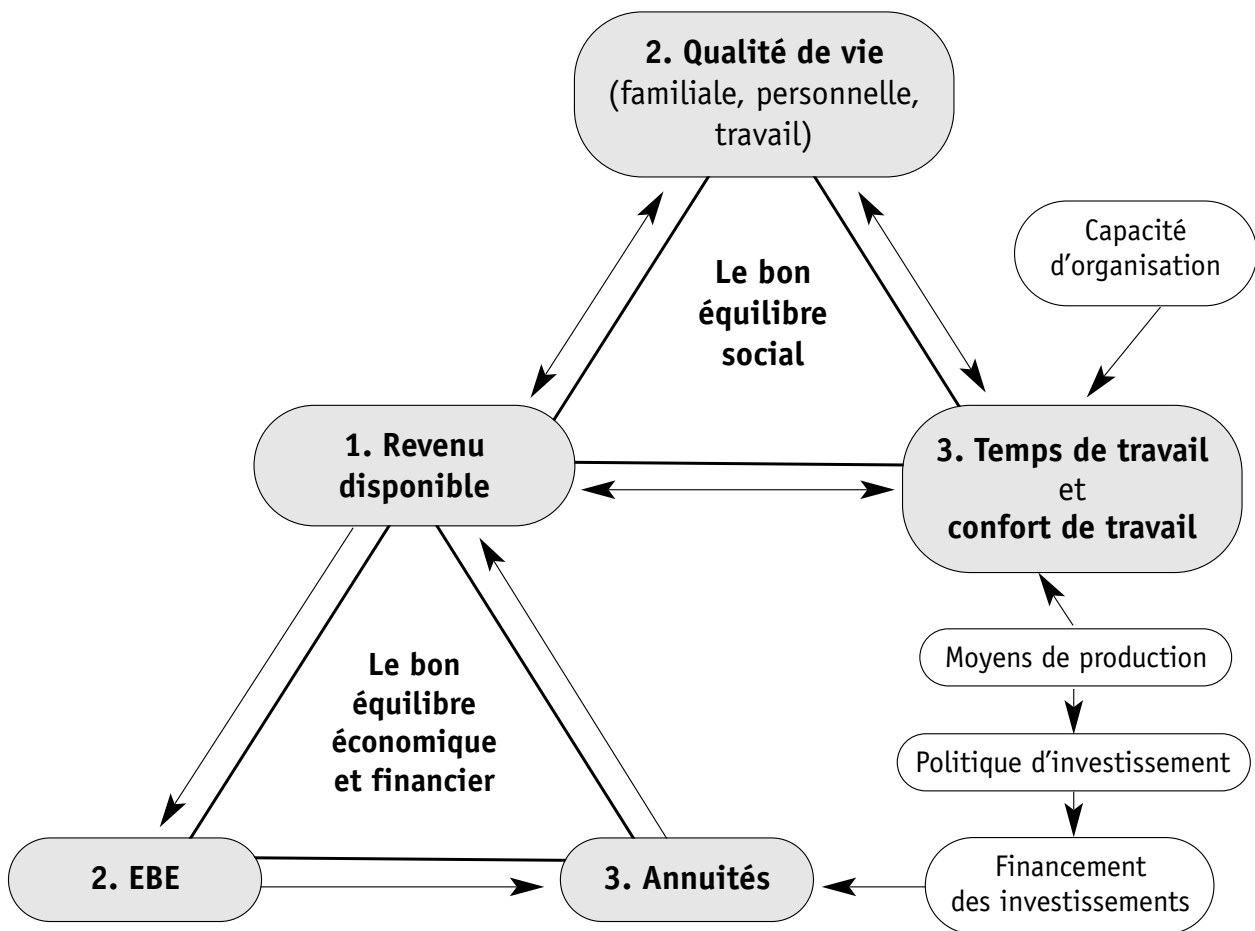 2. Qualité de vie
(familiale, personnelle,
travail)
Capacité
d'organisation
Le bon
équilibre
social
1. Revenu
disponible
3. Temps de travail
et
confort de travail
Moyens de production
Le bon
équilibre
économique
et financier
Politique d'investissement
2. EBE
3. Annuités
Financement
des investissements